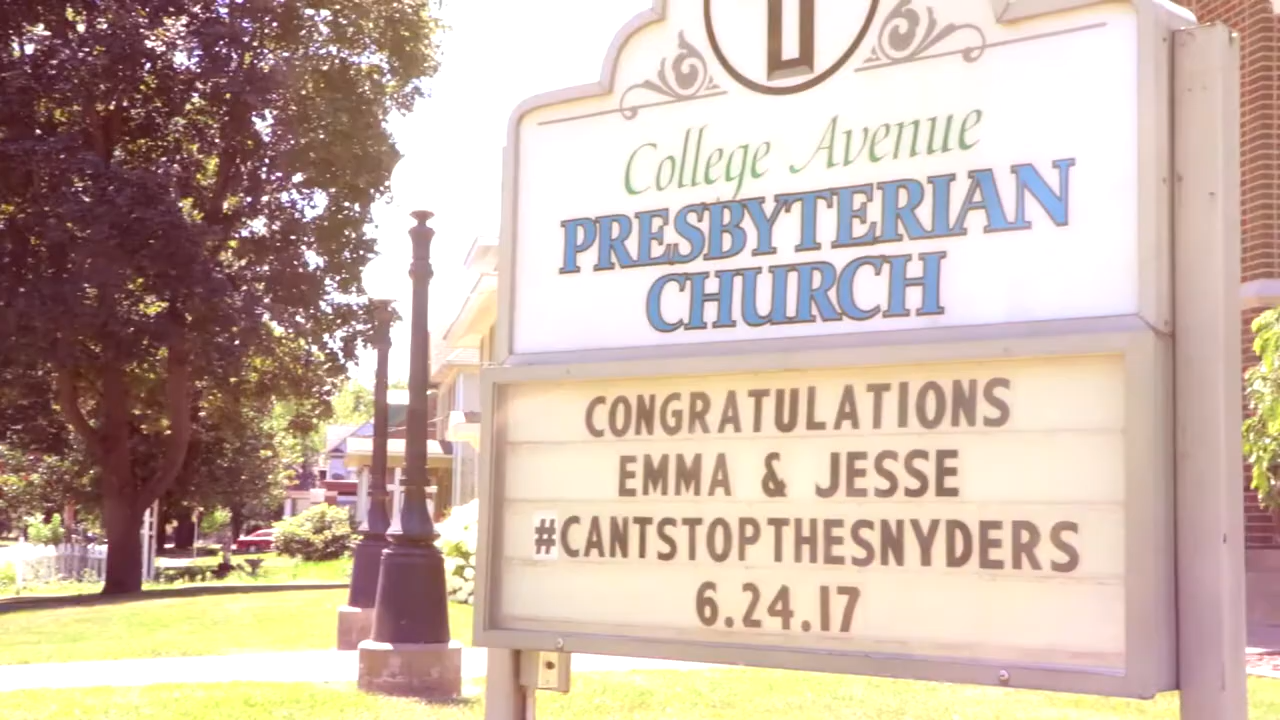 College Avenue
PRESBYTERIAN
CHURCH
CONGRATULATIONS
EMMA & JESSE
#CANTSTOPTHESNYDERS
6.24.17